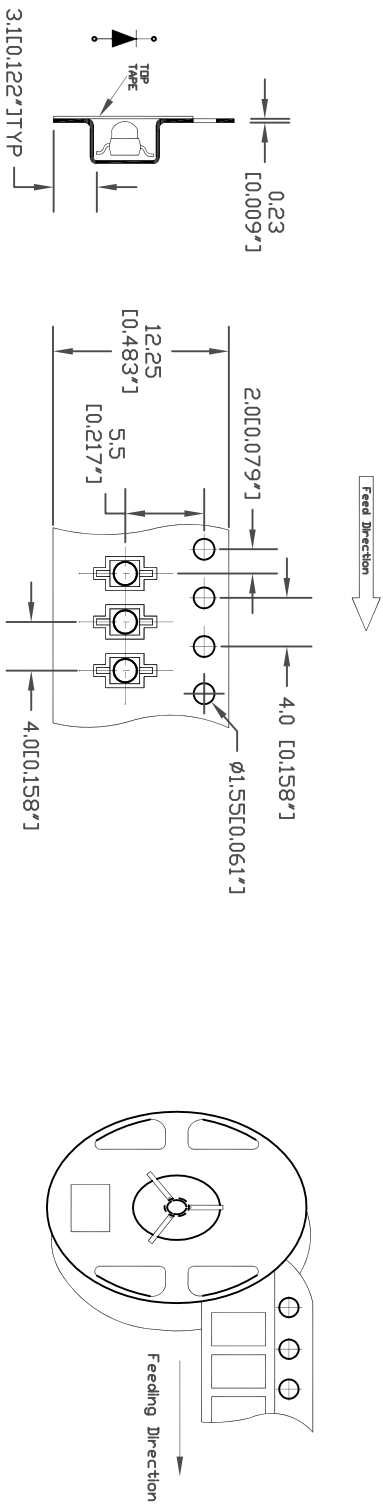 TOP
TAPE
3.1[0.122"]TYP
0.23
[0.009"]
12.25
[0.483"]
5.5
[0.217"]
2.0[0.079"]
Feed Direction
4.0 [0.158"]
Ø1.55[0.061"]
4.0[0.158"]
Feeding Direction